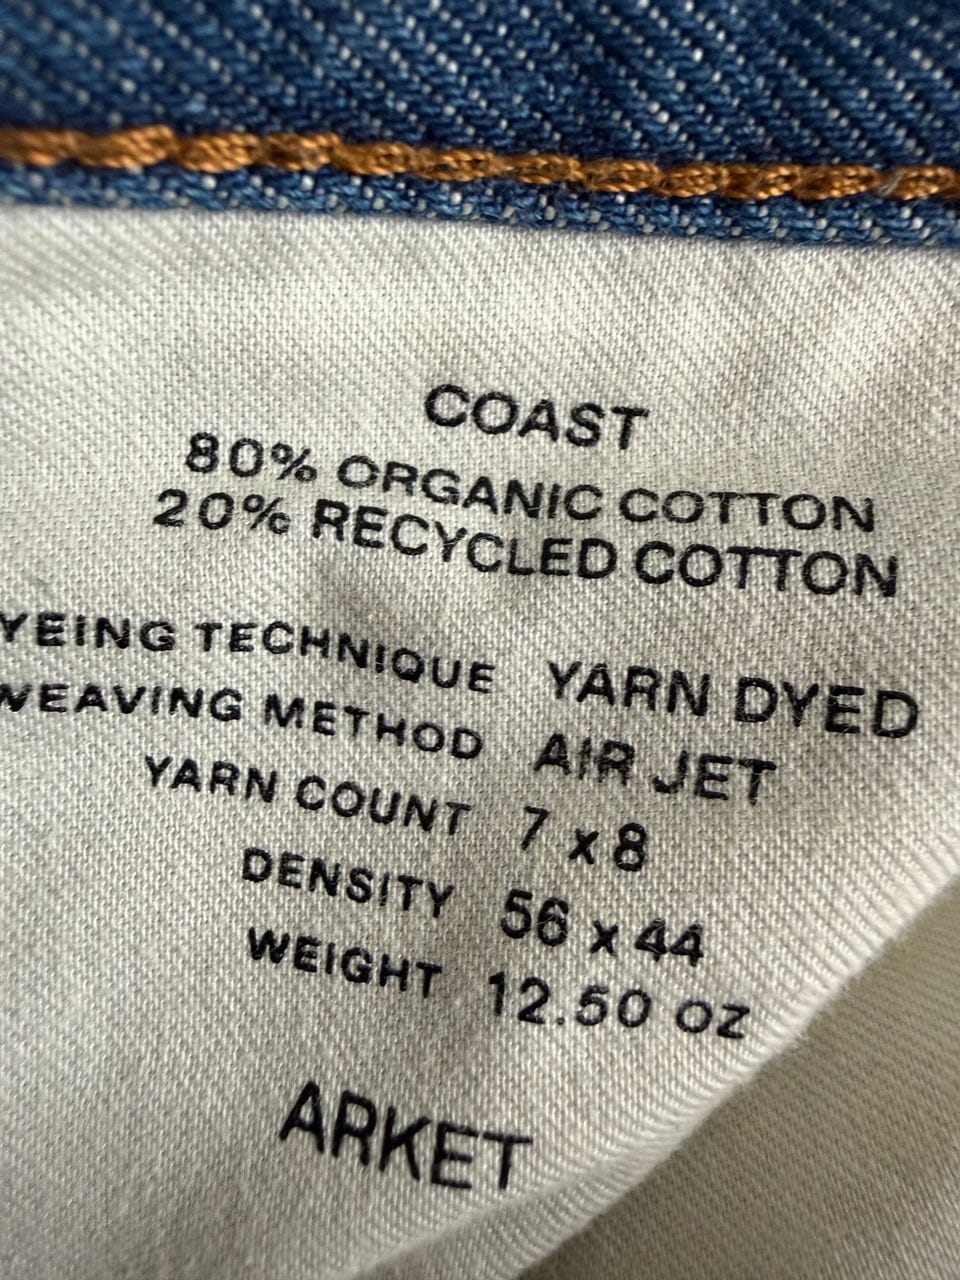 COAST
80% ORGANIC COTTON
20% RECYCLED COTTON
YEING TECHNIQUE YARN DYED
WEAVING METHOD AIR JET
YARN COUNT 7 x 8
DENSITY 56 x 44
WEIGHT 12.50 oz
ARKET